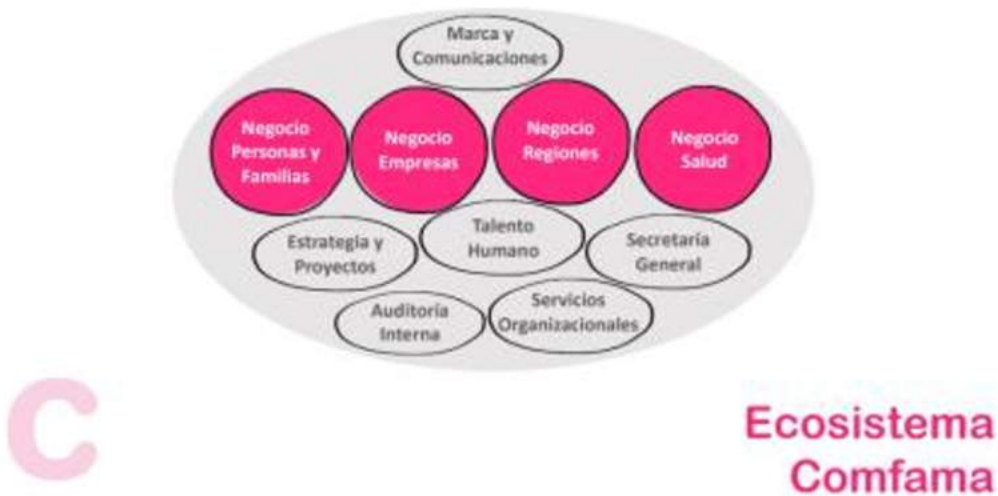 Marca y
Comunicaciones
Negocio
Personas y
Familias
Negocio
Empresas
Negocio
Regiones
Negocio
Salud
Estrategia y
Proyectos
Talento
Humano
Secretaría
General
Auditoría
Interna
Servicios
Organizacionales
C
Ecosistema
Comfama